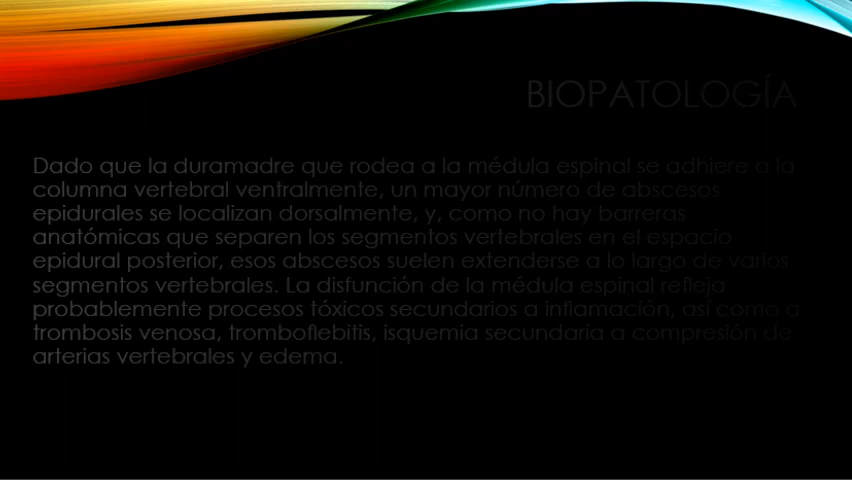 BIOPATOLOGÍA
Dado que la duramadre que rodea a la médula espinal se adhiere a la
columna vertebral ventralmente, un mayor número de abscesos
epidurales se localizan dorsalmente, y, como no hay barreras
anatómicas que separen los segmentos vertebrales en el espacio
epidural posterior, esos abscesos suelen extenderse a lo largo de varios
segmentos vertebrales. La disfunción de la médula espinal refleja
probablemente procesos tóxicos secundarios a inflamación, así como a
trombosis venosa, tromboflebitis, isquemia secundaria a compresión de
arterias vertebrales y edema.